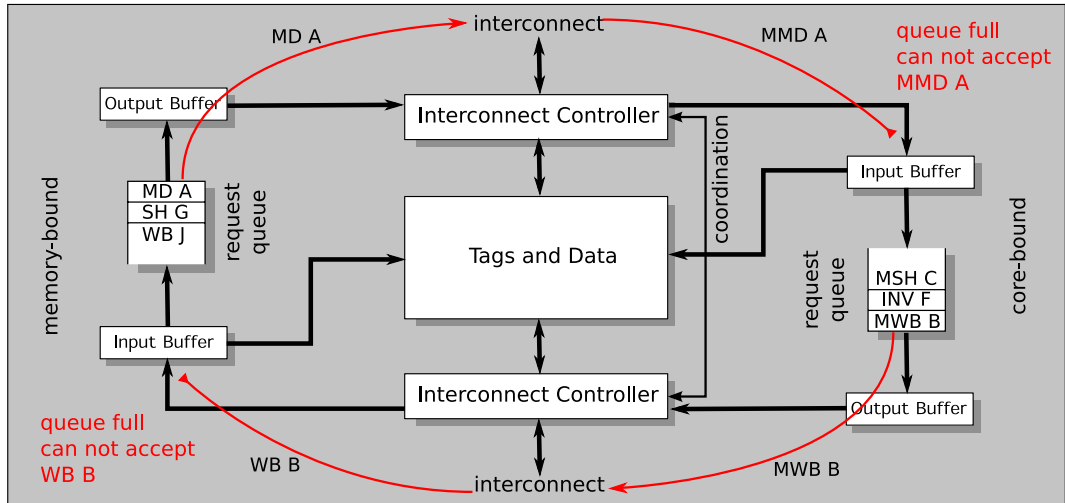 interconnect
MD A
MMD A
queue full
can not accept
MMD A
Output Buffer
Interconnect Controller
coordination
Input Buffer
MD A
SH G
WB J
request
queue
memory-bound
Tags and Data
request
queue
MSH C
INV F
MWB B
core-bound
Input Buffer
Interconnect Controller
Output Buffer
queue full
can not accept
WB B
WB B
MWB B
interconnect